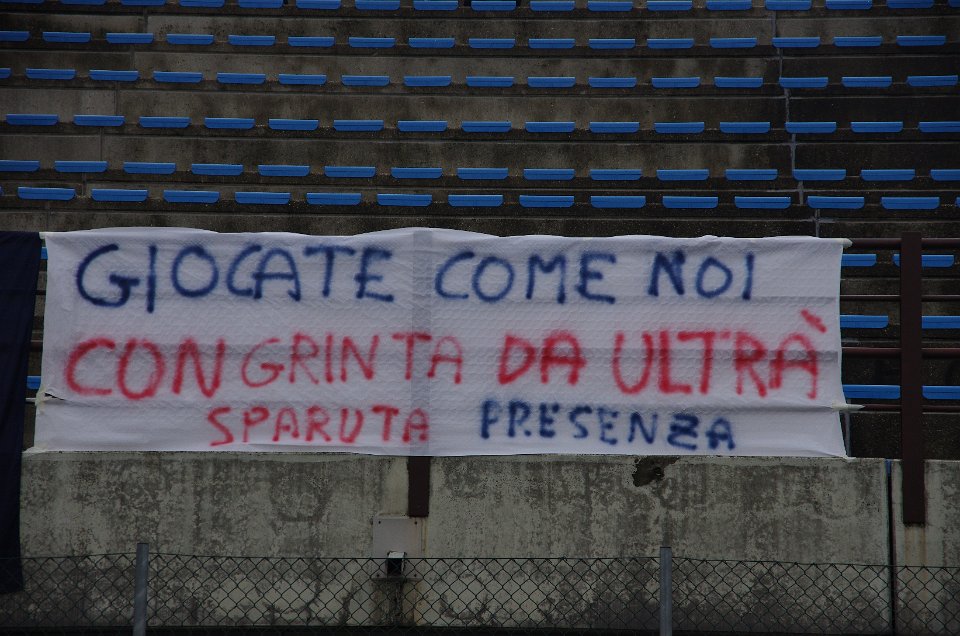 GIOCATE COME NOI
CON GRINTA DA ULTRÀ
SPARUTA PRESENZA